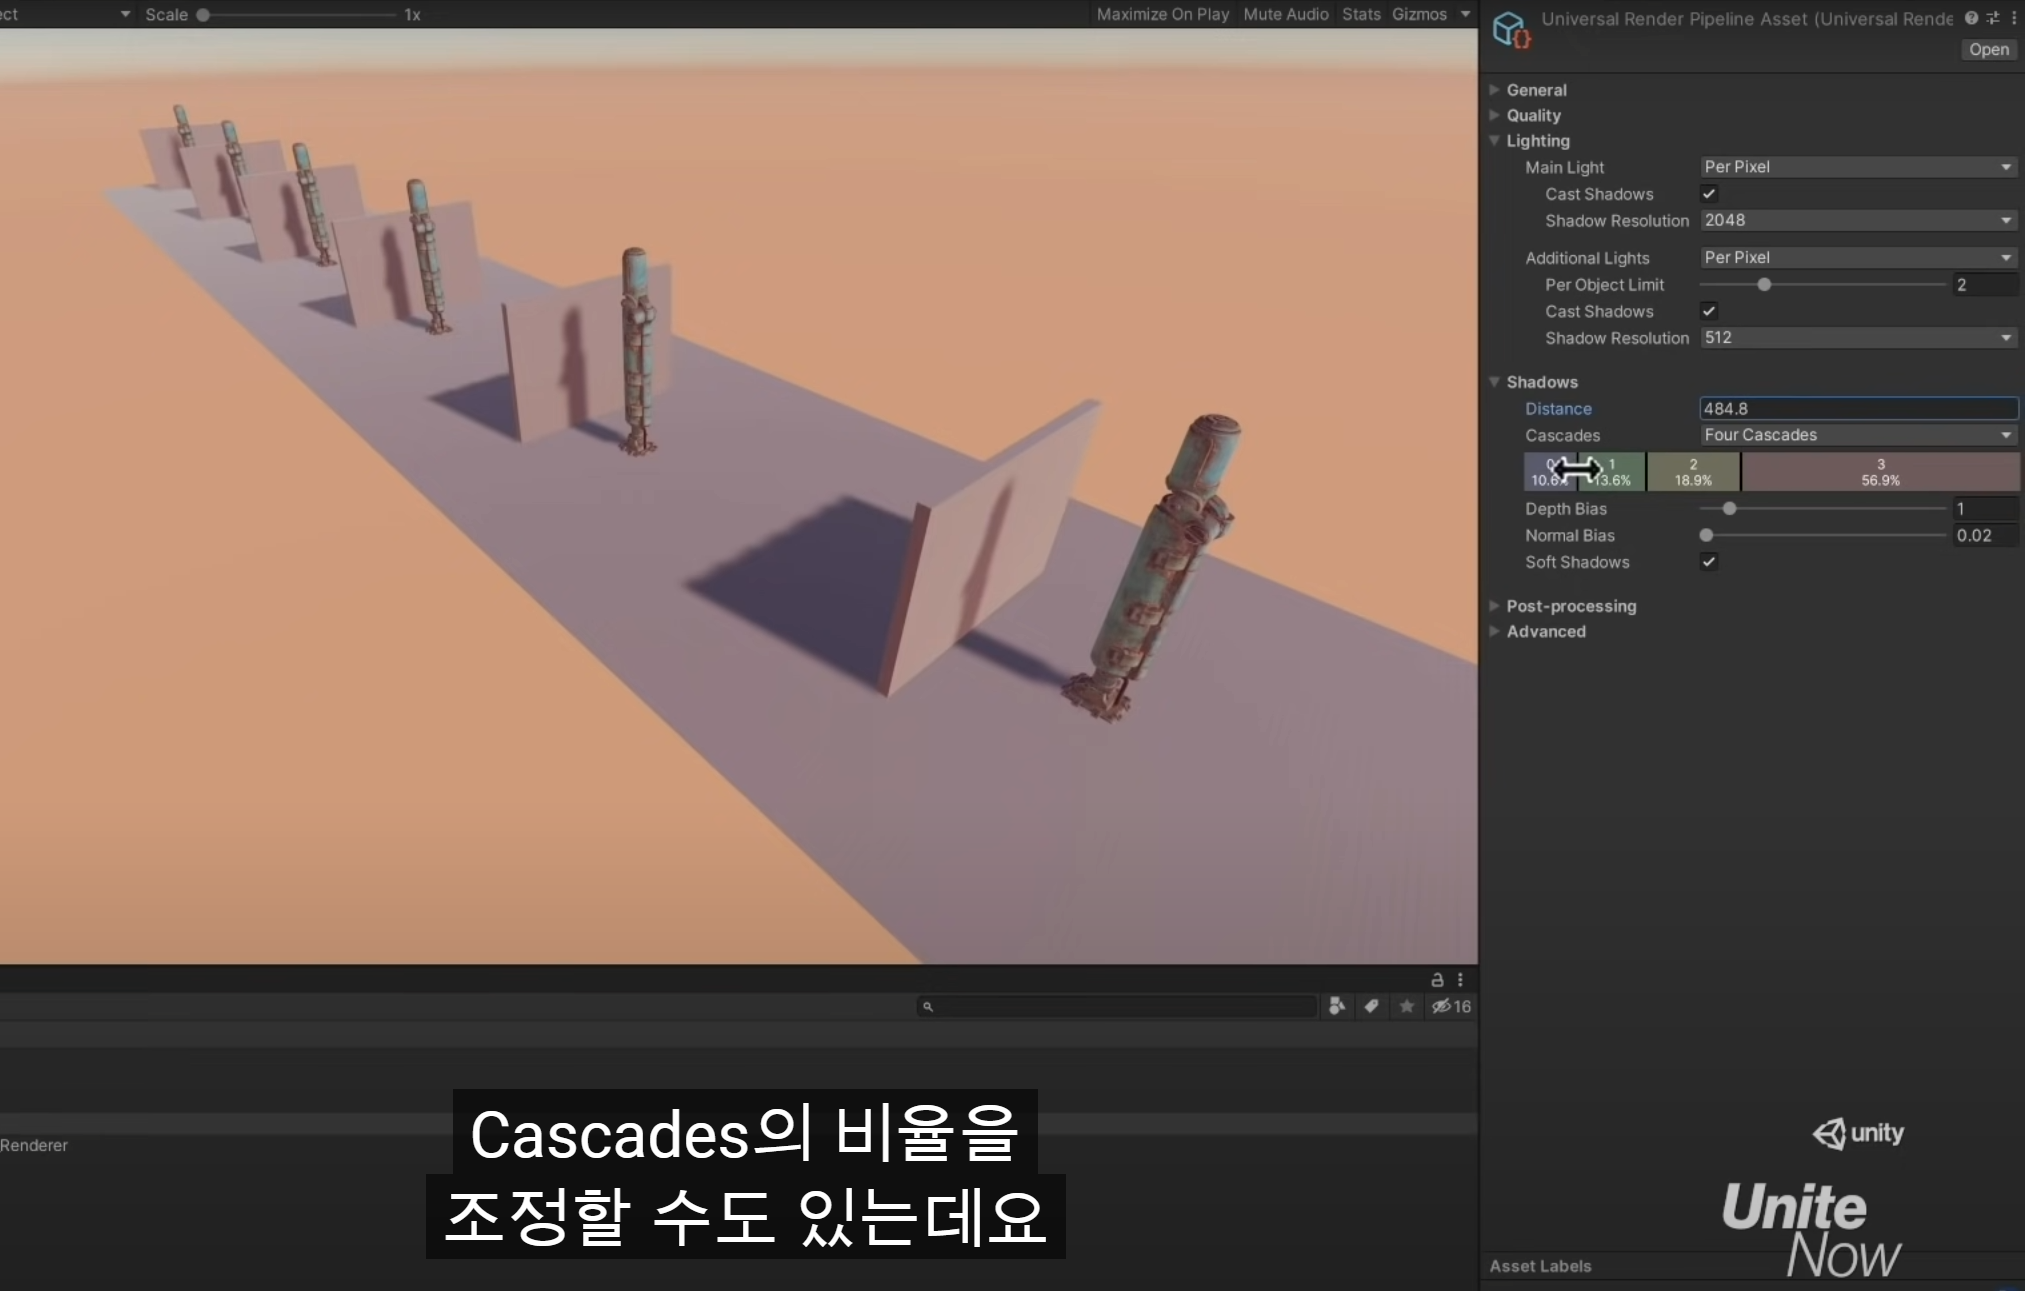 ect
Scale
1x
Maximize On Play
Mute Audio
Stats
Gizmos
Universal Render Pipeline Asset (Universal Rende
Open
General
Quality
Lighting
Main Light
Per Pixel
Cast Shadows
Shadow Resolution
2048
Additional Lights
Per Pixel
Per Object Limit
2
Cast Shadows
Shadow Resolution
512
Shadows
Distance
484.8
Cascades
Four Cascades
0 1 2 3
10.6% 13.6% 18.9% 56.9%
Depth Bias
1
Normal Bias
0.02
Soft Shadows
Post-processing
Advanced
16
Renderer
Cascades의 비율을
조정할 수도 있는데요
unity
Unite
Now
Asset Labels